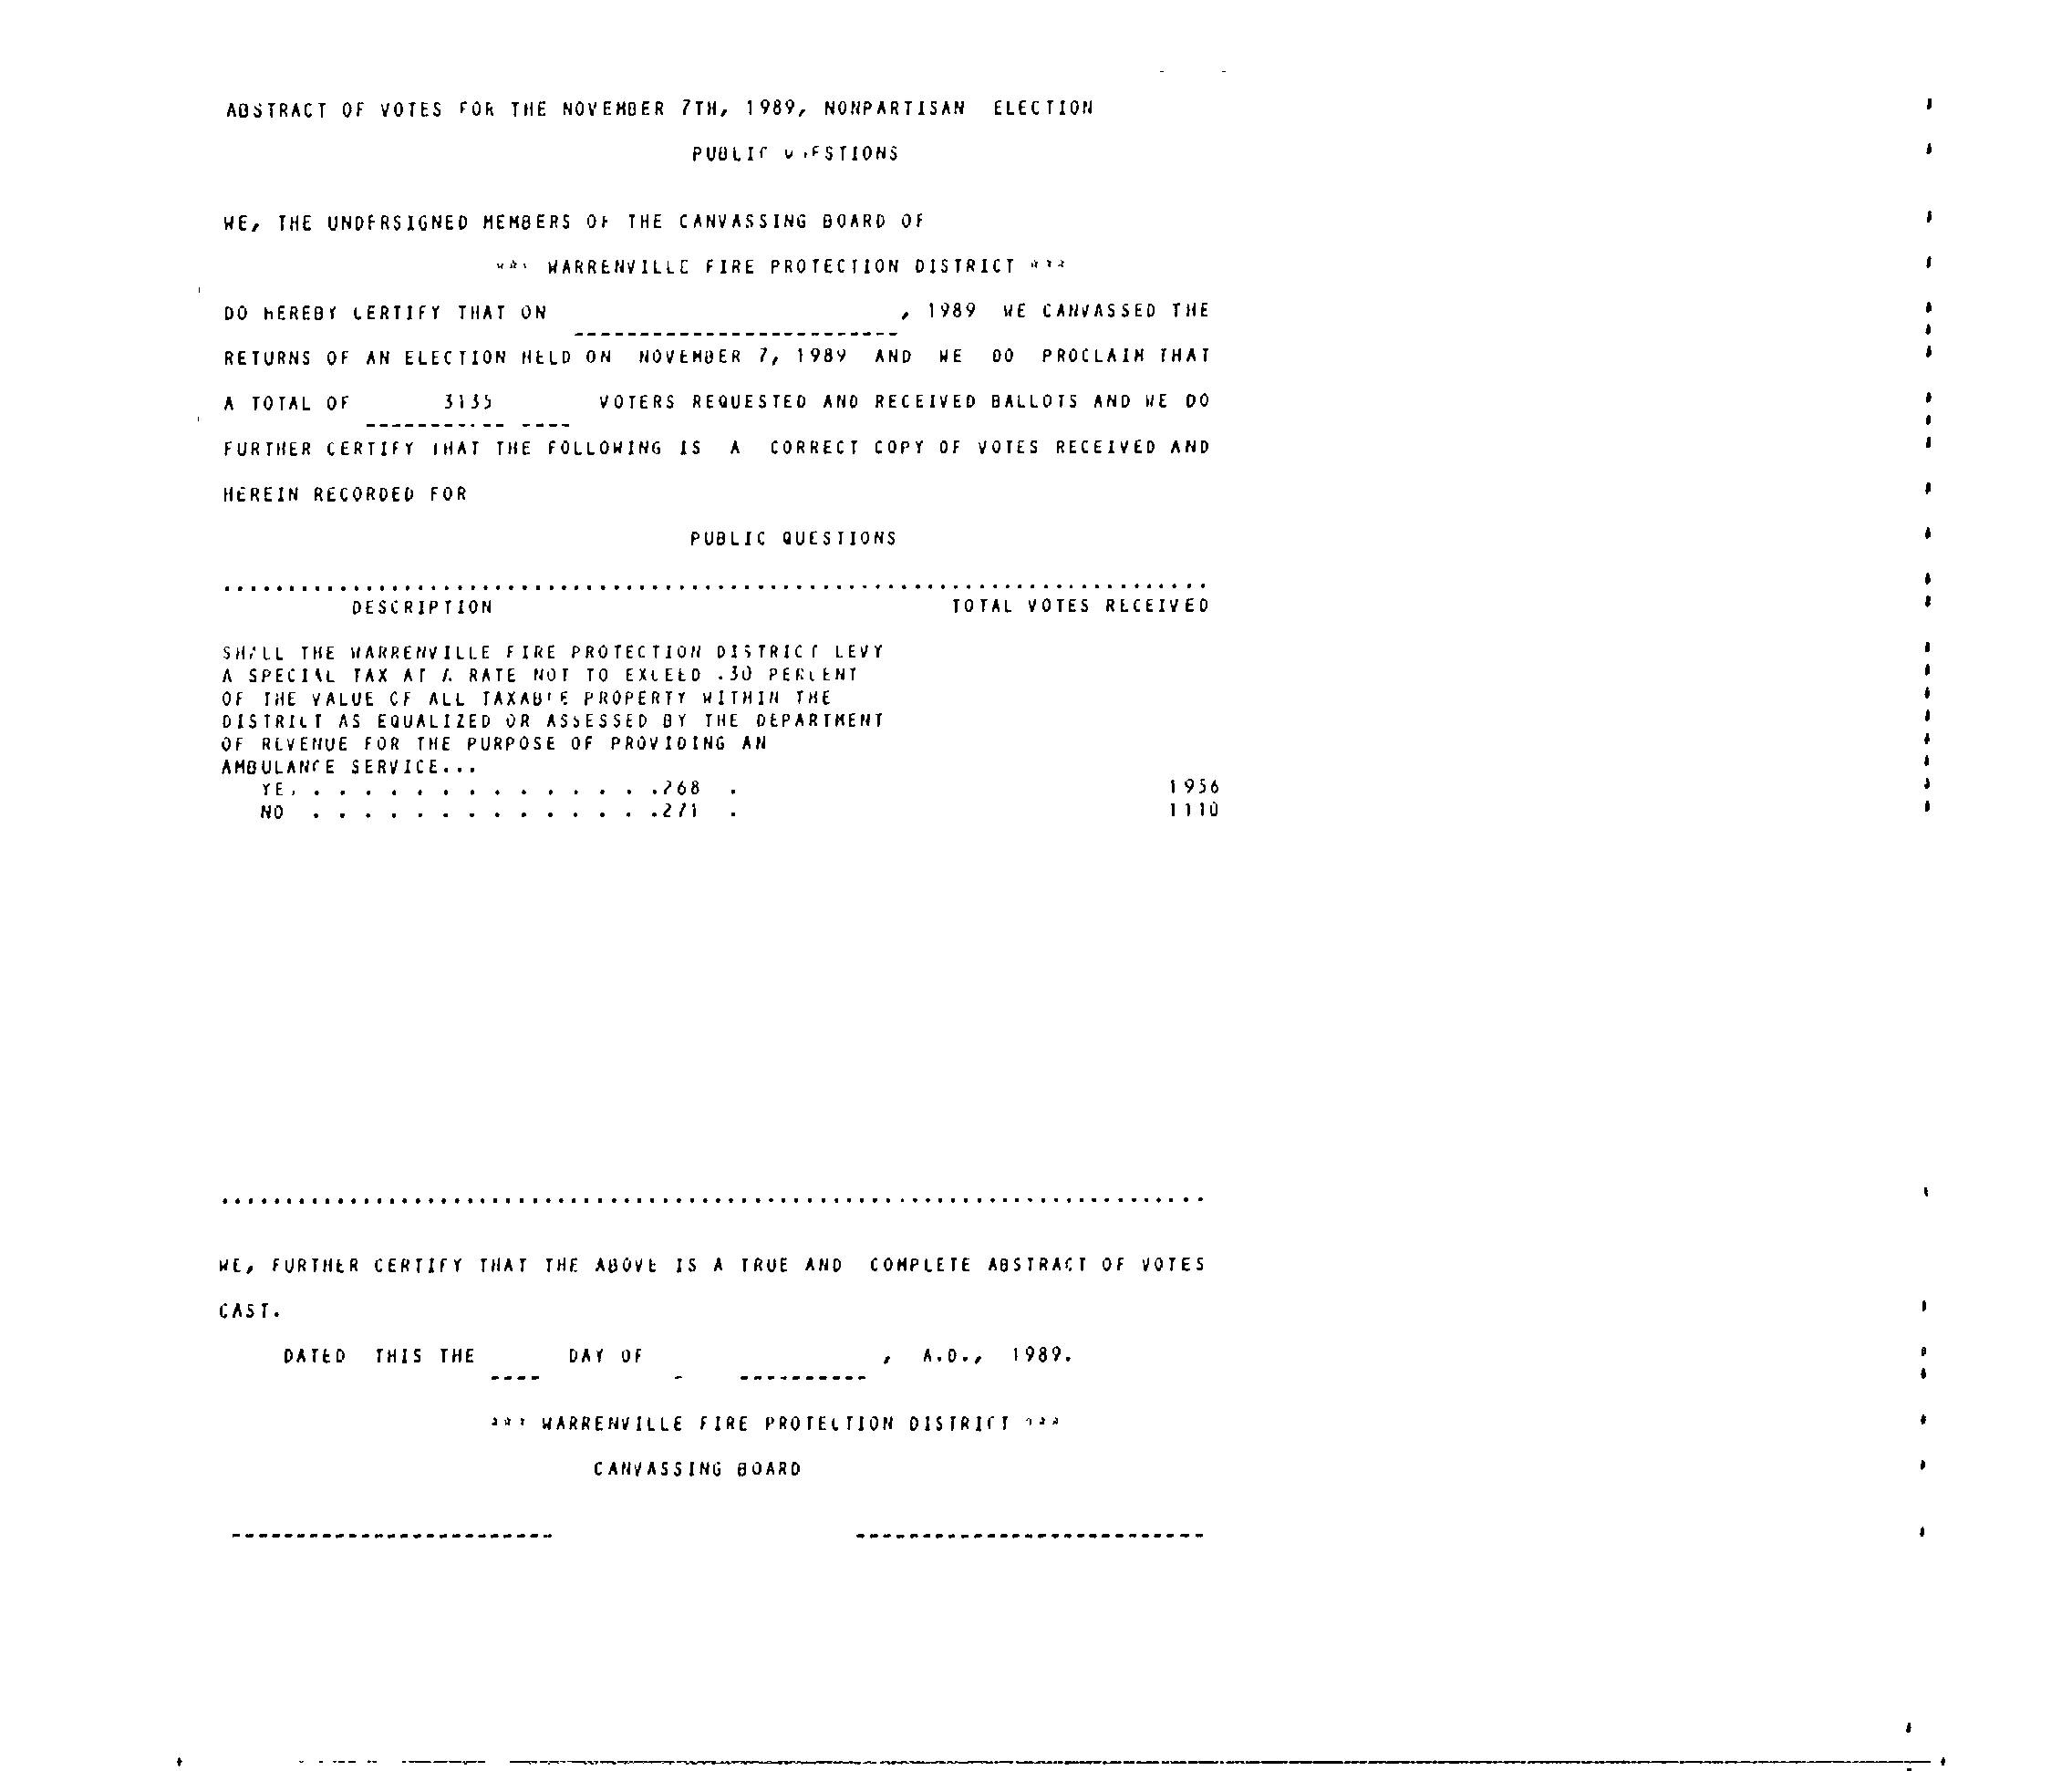 ABSTRACT OF VOTES FOR THE NOVEMBER 7TH, 1989, NONPARTISAN ELECTION
PUBLIC QUESTIONS
WE, THE UNDERSIGNED MEMBERS OF THE CANVASSING BOARD OF
*** WARRENVILLE FIRE PROTECTION DISTRICT ***
DO HEREBY CERTIFY THAT ON , 1989 WE CANVASSED THE
RETURNS OF AN ELECTION HELD ON NOVEMBER 7, 1989 AND WE DO PROCLAIM THAT
A TOTAL OF 3135 VOTERS REQUESTED AND RECEIVED BALLOTS AND WE DO
FURTHER CERTIFY THAT THE FOLLOWING IS A CORRECT COPY OF VOTES RECEIVED AND
HEREIN RECORDED FOR
PUBLIC QUESTIONS
DESCRIPTION TOTAL VOTES RECEIVED
SHALL THE WARRENVILLE FIRE PROTECTION DISTRICT LEVY
A SPECIAL TAX AT A RATE NOT TO EXCEED .30 PERCENT
OF THE VALUE OF ALL TAXABLE PROPERTY WITHIN THE
DISTRICT AS EQUALIZED OR ASSESSED BY THE DEPARTMENT
OF REVENUE FOR THE PURPOSE OF PROVIDING AN
AMBULANCE SERVICE...
YES . . . . . . . . . . . . . .268 . 1956
NO . . . . . . . . . . . . . .271 . 1110
WE, FURTHER CERTIFY THAT THE ABOVE IS A TRUE AND COMPLETE ABSTRACT OF VOTES
CAST.
DATED THIS THE DAY OF , A.D., 1989.
*** WARRENVILLE FIRE PROTECTION DISTRICT ***
CANVASSING BOARD